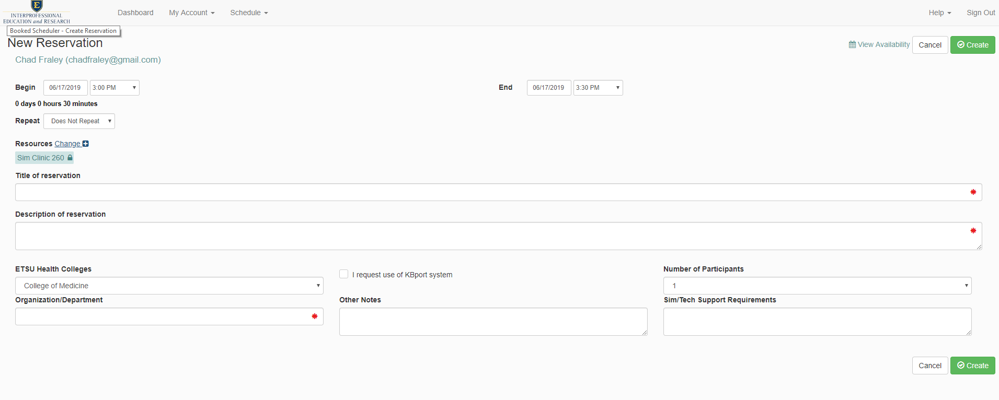 E
INTERPROFESSIONAL
EDUCATION and RESEARCH
Dashboard My Account Schedule Help Sign Out
Booked Scheduler - Create Reservation
New Reservation
View Availability Cancel Create
Chad Fraley (chadfraley@gmail.com)
Begin 06/17/2019 3:00 PM End 06/17/2019 3:30 PM
0 days 0 hours 30 minutes
Repeat Does Not Repeat
Resources Change
Sim Clinic 260
Title of reservation
Description of reservation
ETSU Health Colleges
College of Medicine
I request use of KBport system
Number of Participants
1
Organization/Department
Other Notes
Sim/Tech Support Requirements
Cancel Create